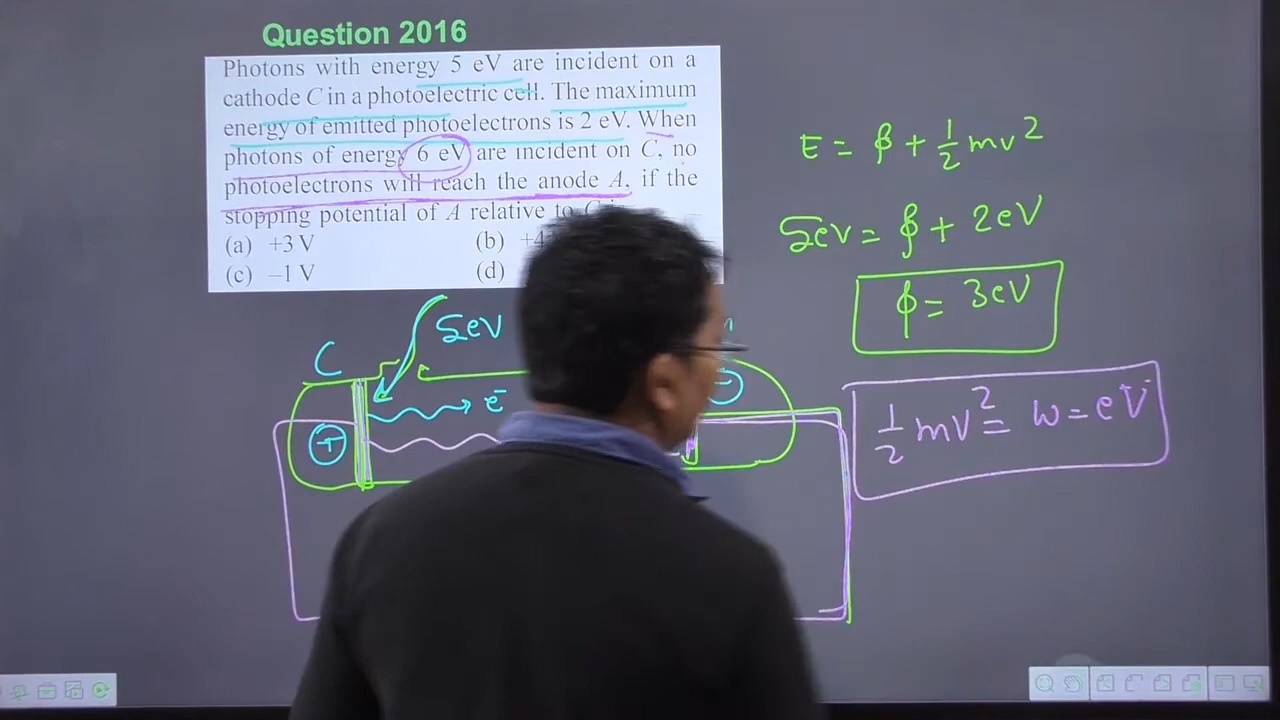 Question 2016
Photons with energy 5 eV are incident on a
cathode C in a photoelectric cell. The maximum
energy of emitted photoelectrons is 2 eV. When
photons of energy 6 eV are incident on C, no
photoelectrons will reach the anode A, if the
stopping potential of A relative to
(a) +3 V
(b)
(c) –1 V
(d)
E = ϕ + 1/2 mv²
5eV = ϕ + 2eV
ϕ = 3eV
1/2 mv² = W = eV
5eV
C
e⁻
+
−